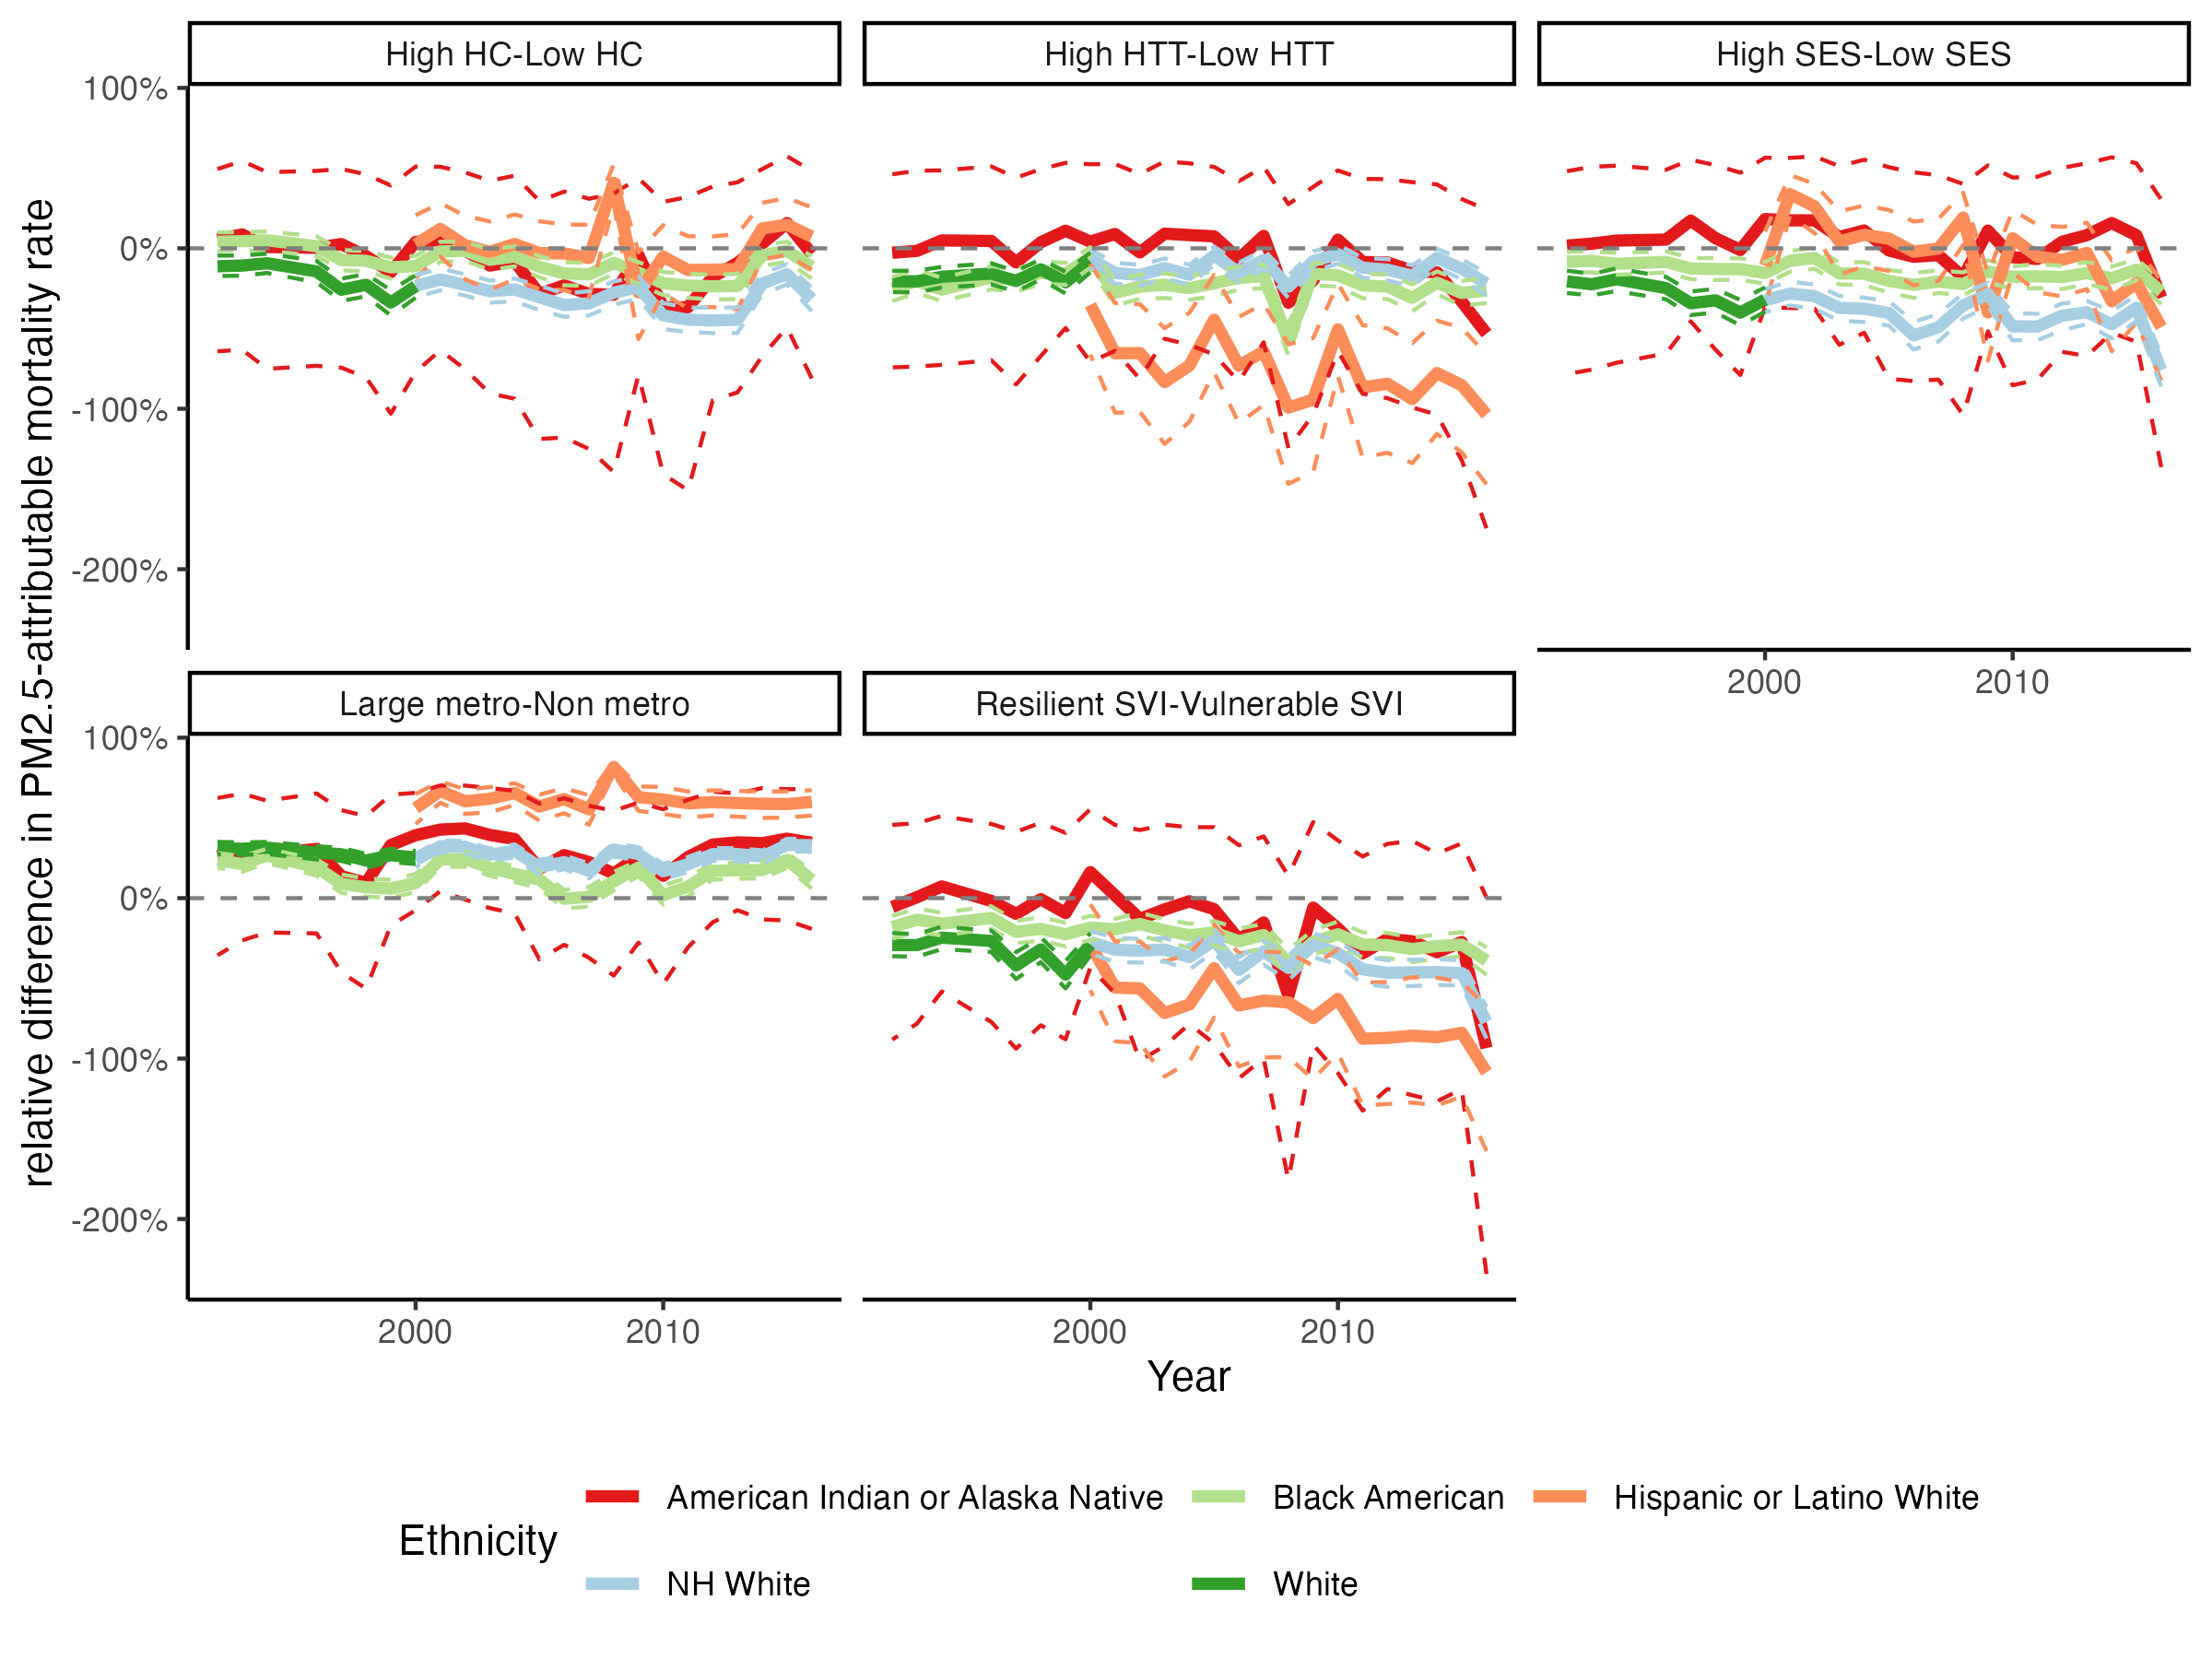 High HC-Low HC
High HTT-Low HTT
High SES-Low SES
100%
0%
-100%
-200%
2000
2010
Large metro-Non metro
Resilient SVI-Vulnerable SVI
100%
0%
-100%
-200%
2000
2010
2000
2010
relative difference in PM2.5-attributable mortality rate
Year
Ethnicity
American Indian or Alaska Native
Black American
Hispanic or Latino White
NH White
White